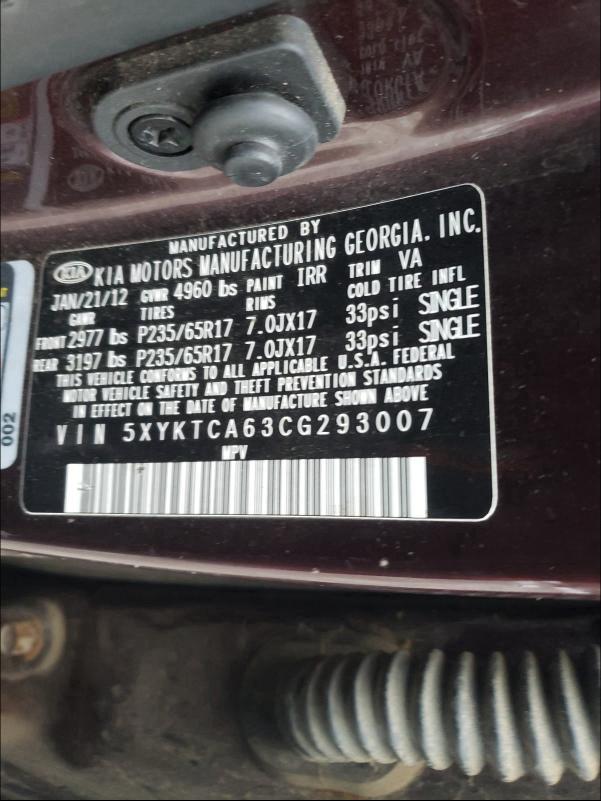 MANUFACTURED BY
KIA KIA MOTORS MANUFACTURING GEORGIA. INC.
JAN/21/12 GVWR 4960 lbs PAINT IRR TRIM VA
GAWR TIRES RIMS COLD TIRE INFL
FRONT 2977 lbs P235/65R17 7.0JX17 33psi SINGLE
REAR 3197 lbs P235/65R17 7.0JX17 33psi SINGLE
THIS VEHICLE CONFORMS TO ALL APPLICABLE U.S.A. FEDERAL
MOTOR VEHICLE SAFETY AND THEFT PREVENTION STANDARDS
IN EFFECT ON THE DATE OF MANUFACTURE SHOWN ABOVE
VIN 5XYKTCA63CG293007
MPV
002